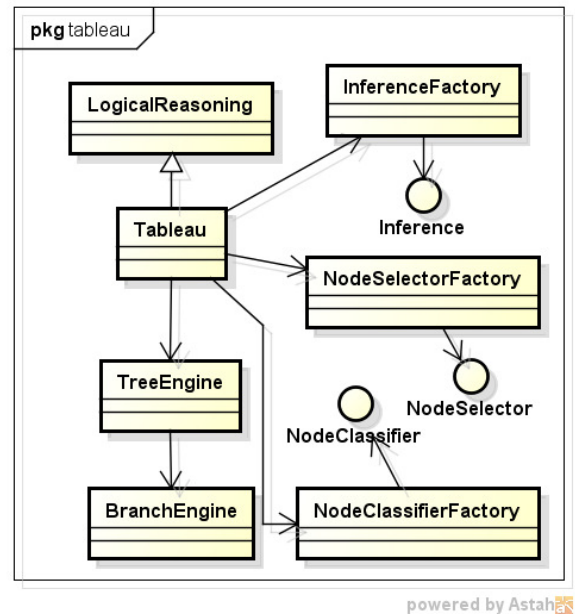 pkg tableau
LogicalReasoning
InferenceFactory
Inference
Tableau
NodeSelectorFactory
NodeSelector
TreeEngine
NodeClassifier
BranchEngine
NodeClassifierFactory
powered by Astah